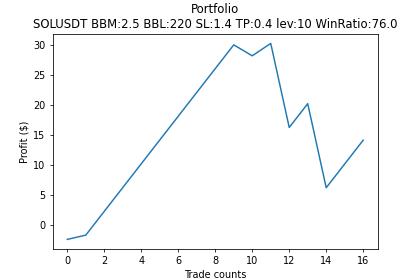 Portfolio
SOLUSDT BBM:2.5 BBL:220 SL:1.4 TP:0.4 lev:10 WinRatio:76.0
30
25
20
15
10
5
0
Profit ($)
0 2 4 6 8 10 12 14 16
Trade counts